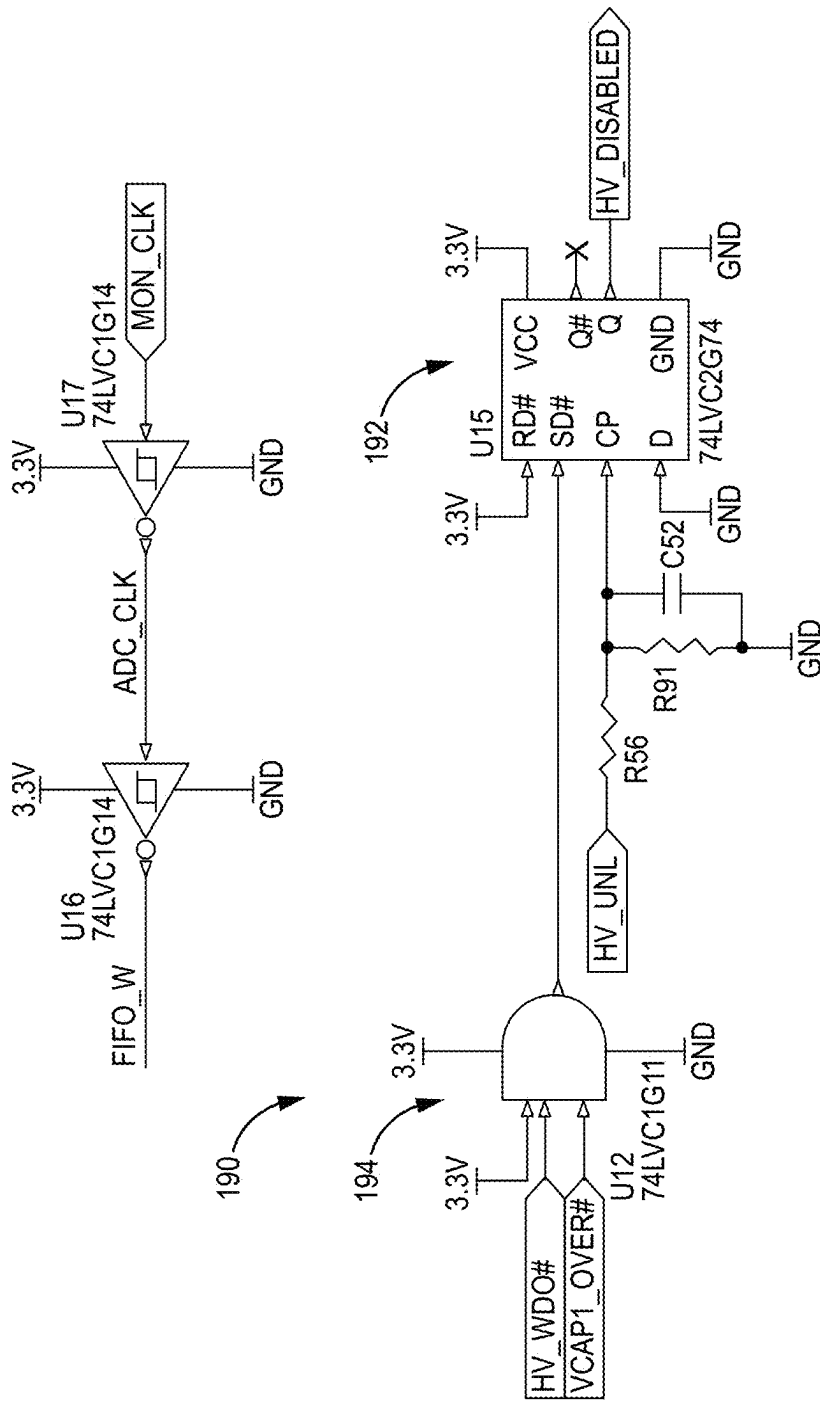 FIFO_W
U16
74LVC1G14
3.3V
GND
ADC_CLK
U17
74LVC1G14
3.3V
GND
MON_CLK
190
194
3.3V
HV_WDO#
VCAP1_OVER#
3.3V
GND
U12
74LVC1G11
HV_UNL
R56
R91
C52
GND
192
3.3V
GND
U15
RD#
SD#
CP
D
VCC
Q#
Q
GND
74LVC2G74
3.3V
X
GND
HV_DISABLED